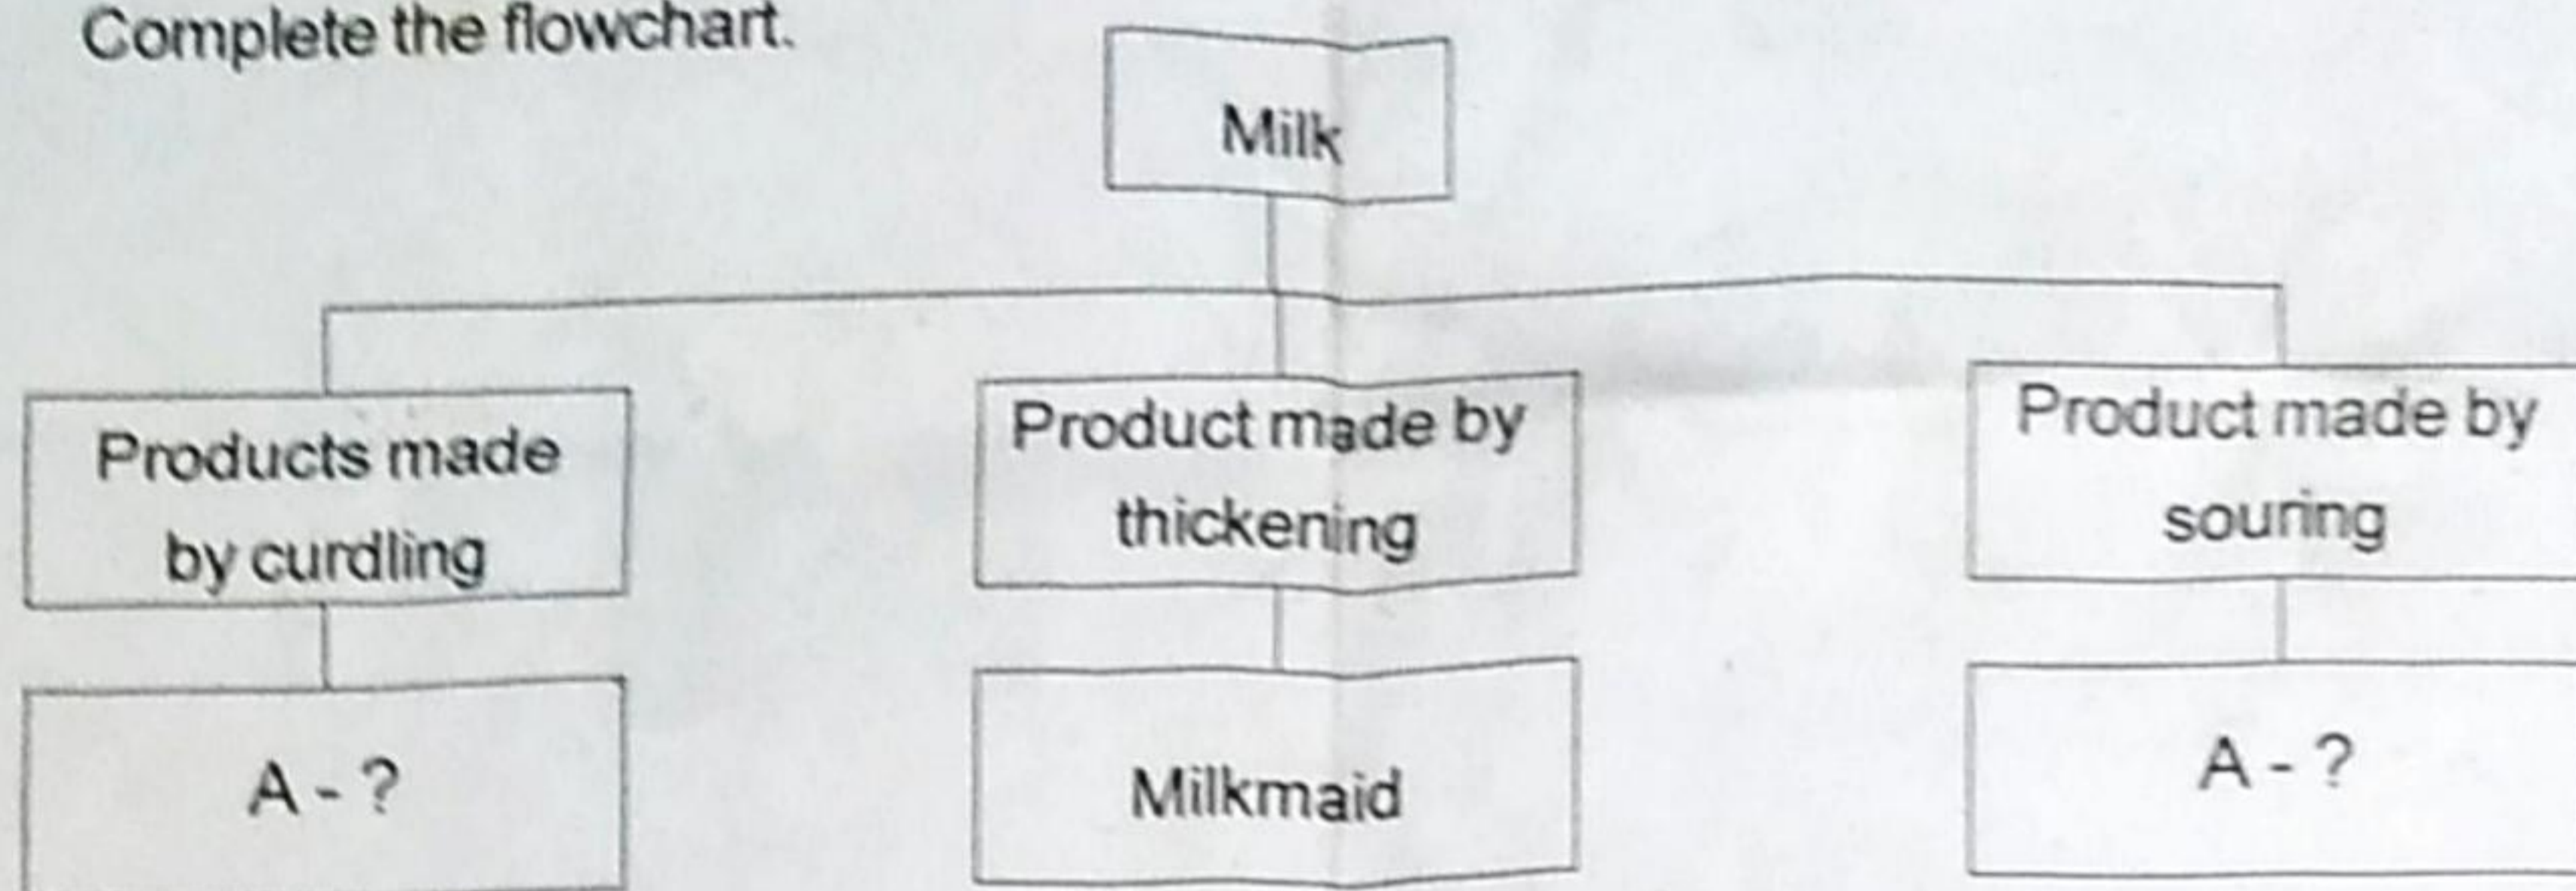 Complete the flowchart.
Milk
Products made
by curdling
Product made by
thickening
Product made by
souring
A - ?
Milkmaid
A - ?